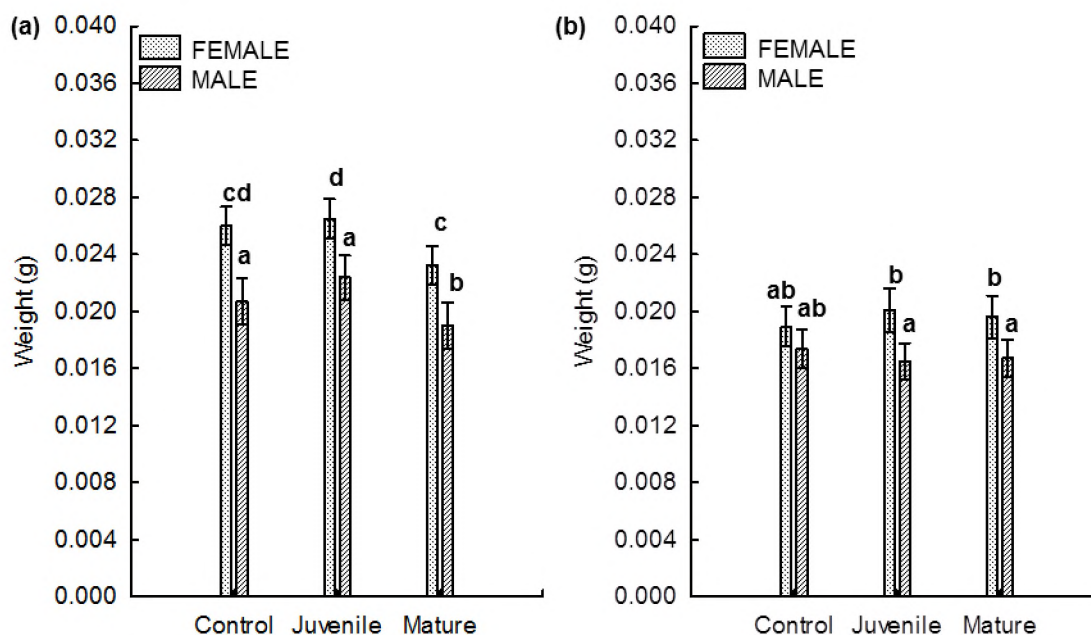 (a)
FEMALE
MALE
Weight (g)
0.040
0.036
0.032
0.028
0.024
0.020
0.016
0.012
0.008
0.004
0.000
cd
a
d
a
c
b
Control Juvenile Mature
(b)
FEMALE
MALE
Weight (g)
0.040
0.036
0.032
0.028
0.024
0.020
0.016
0.012
0.008
0.004
0.000
ab
ab
b
a
b
a
Control Juvenile Mature